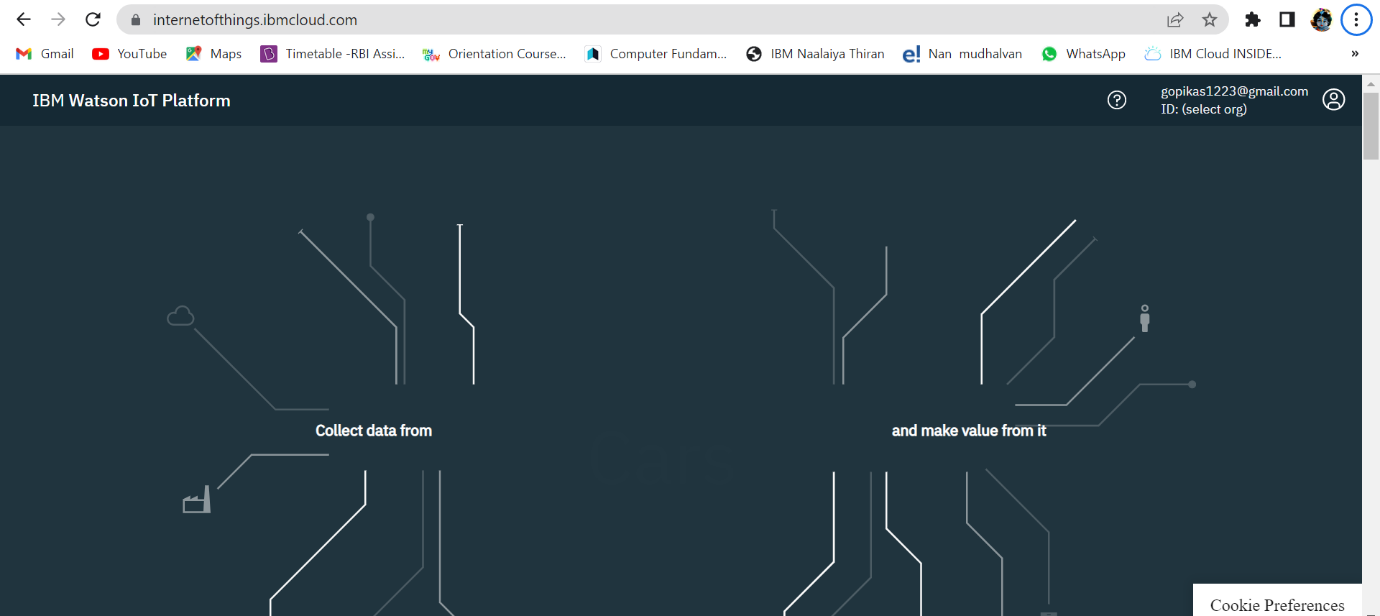 internetofthings.ibmcloud.com
Gmail YouTube Maps Timetable -RBI Assi... Orientation Course... Computer Fundam... IBM Naalaiya Thiran Nan mudhalvan WhatsApp IBM Cloud INSIDE... »
IBM Watson IoT Platform
gopikas1223@gmail.com
ID: (select org)
Collect data from
and make value from it
Cookie Preferences